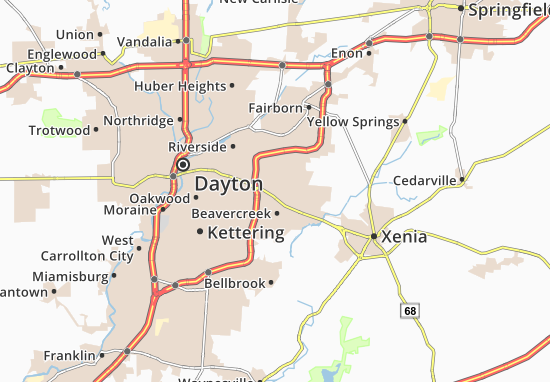 New Carlisle
Springfield
Union
Vandalia
Englewood
Enon
Clayton
Huber Heights
Fairborn
Northridge
Yellow Springs
Trotwood
Riverside
Dayton
Cedarville
Oakwood
Moraine
Beavercreek
Kettering
Xenia
West
Carrollton City
Miamisburg
Bellbrook
antown
68
Franklin
Waynesville